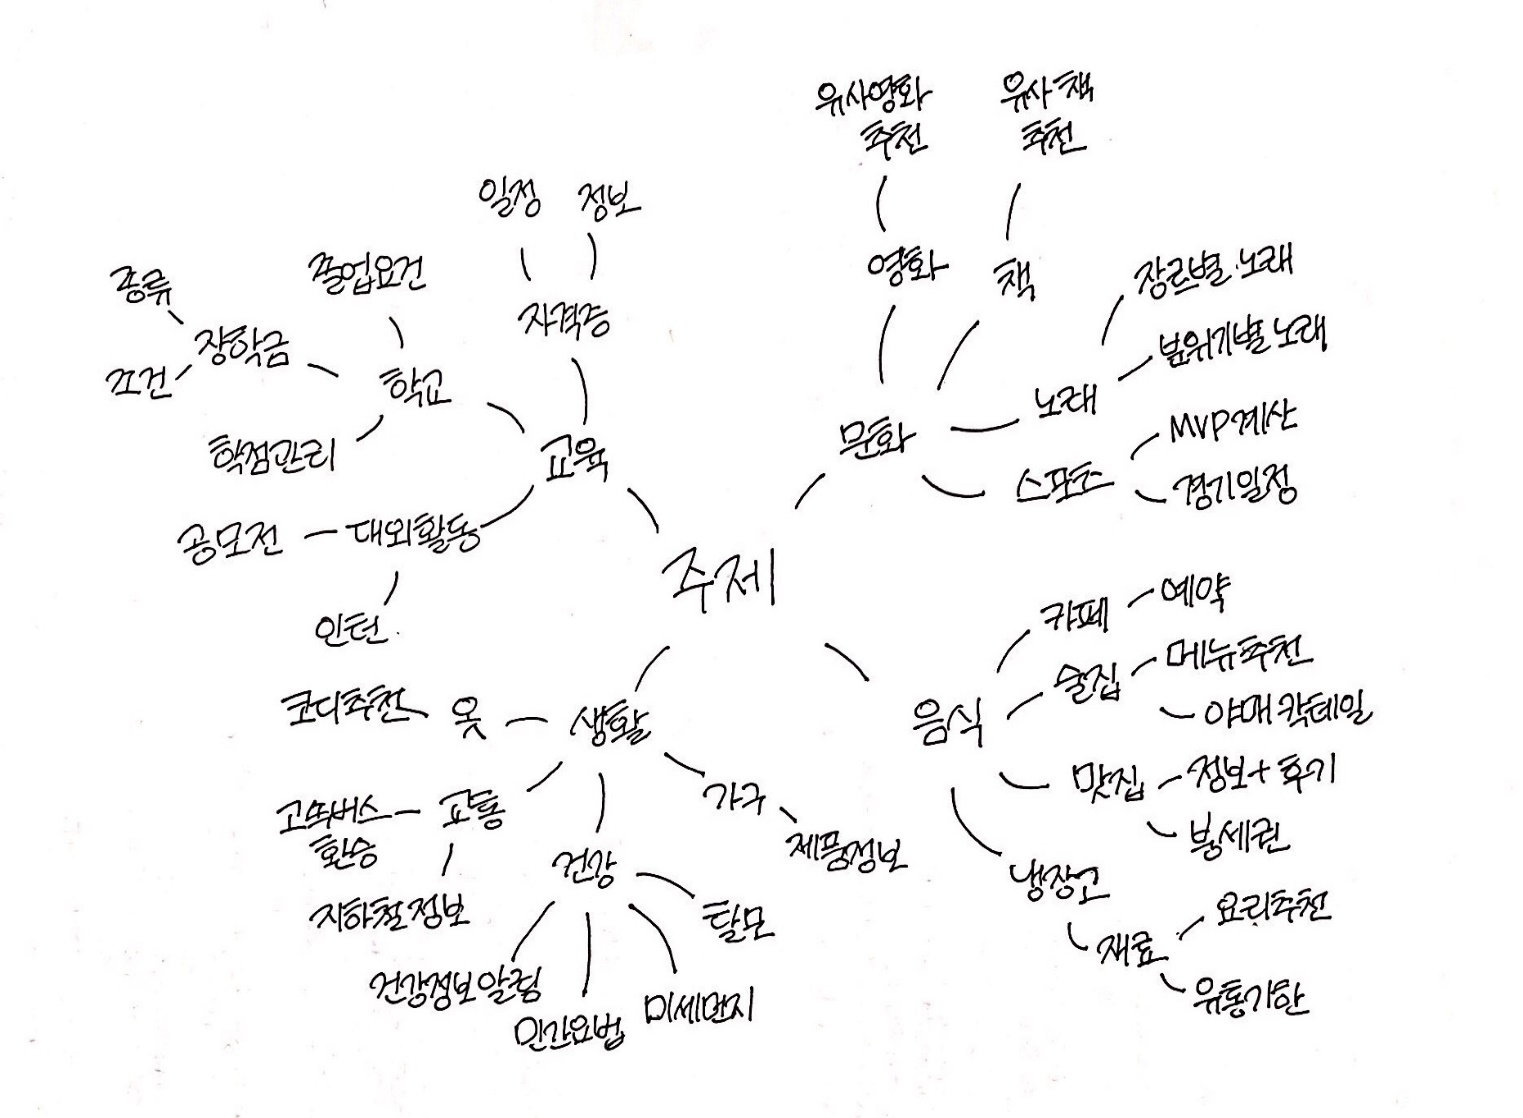 유사영화
추천
유사 책
추천
일정
정보
영화
책
장르별 노래
종류
졸업요건
자격증
분위기별 노래
장학금
조건
학교
노래
MVP계산
학점관리
교육
문화
스포츠
경기일정
공모전
대외활동
주제
카페
예약
인턴
술집
메뉴추천
코디추천
옷
생활
음식
야매 칵테일
맛집
정보+후기
고속버스
환승
교통
가구
제품정보
붕세권
건강
냉장고
지하철 정보
탈모
재료
요리추천
건강정보 알림
민간요법
미세먼지
유통기한